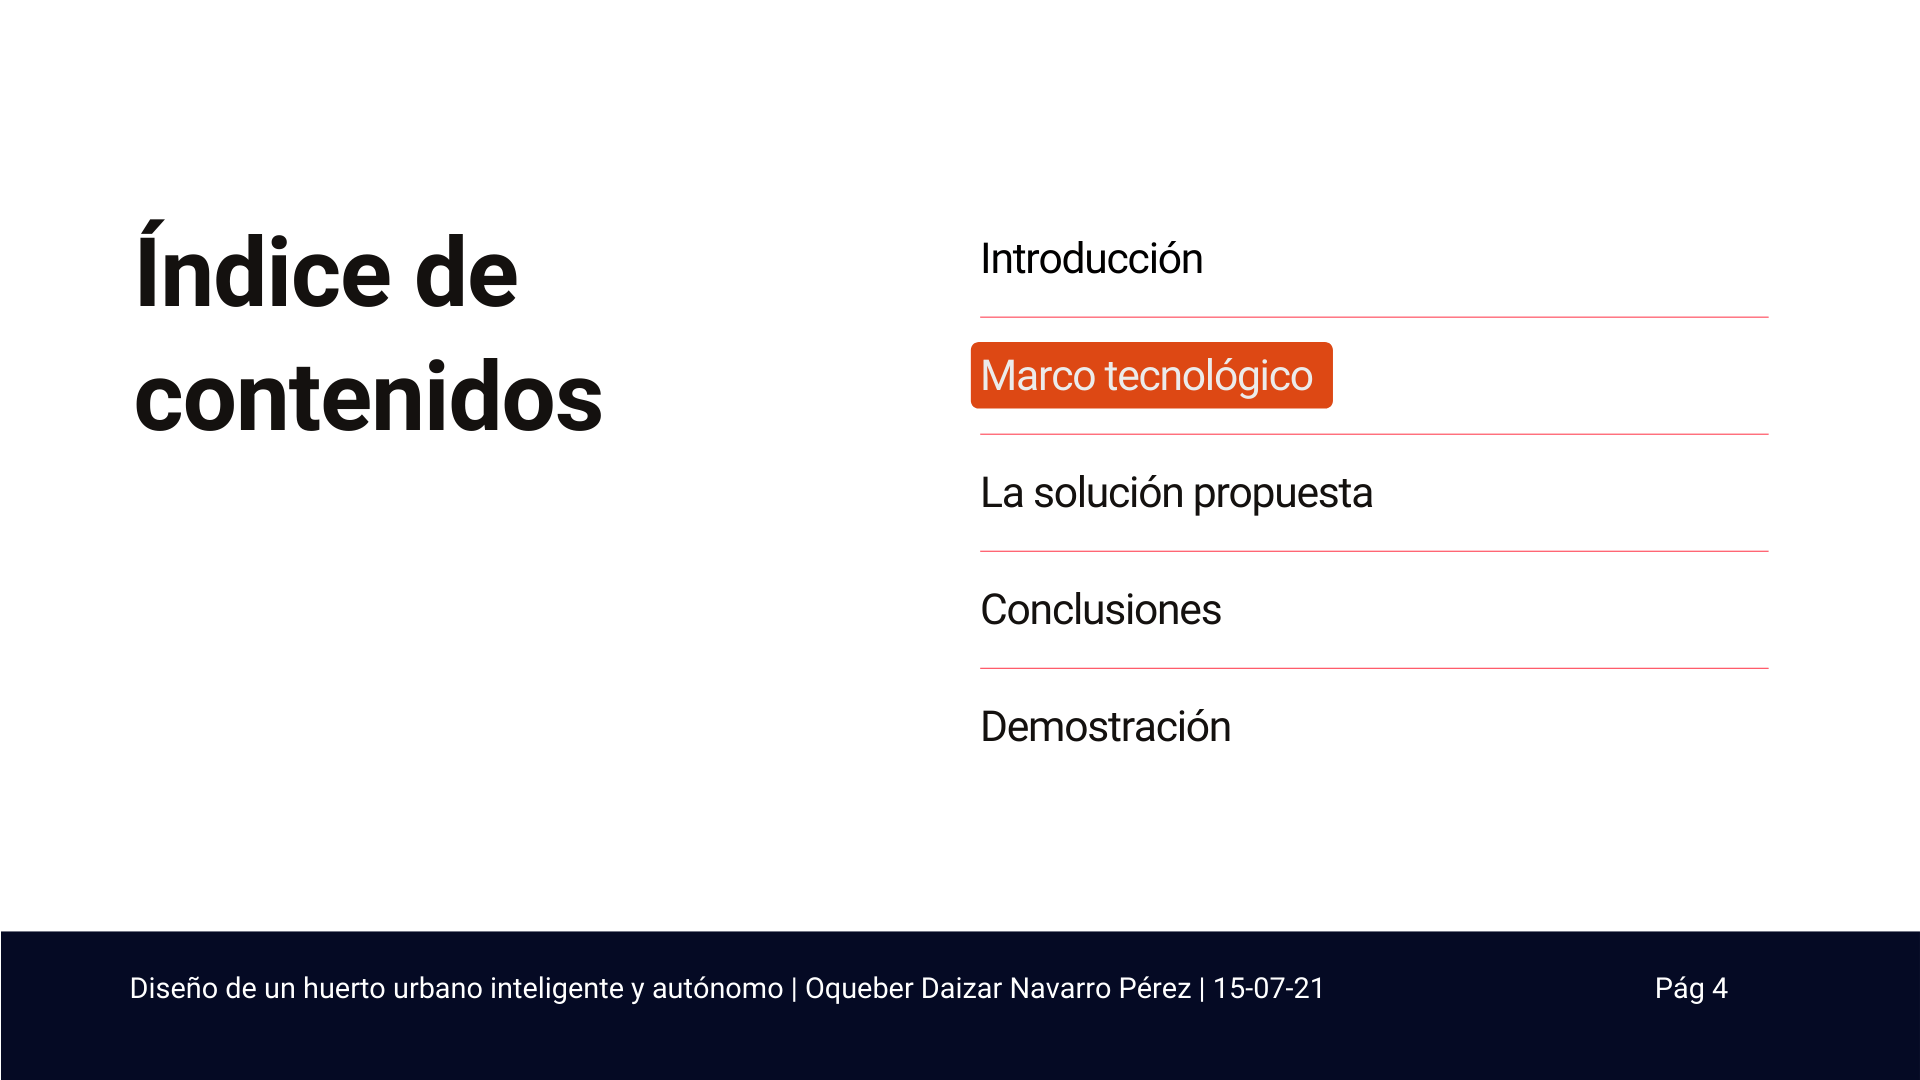 Índice de
contenidos
Introducción
Marco tecnológico
La solución propuesta
Conclusiones
Demostración
Diseño de un huerto urbano inteligente y autónomo | Oqueber Daizar Navarro Pérez | 15-07-21
Pág 4